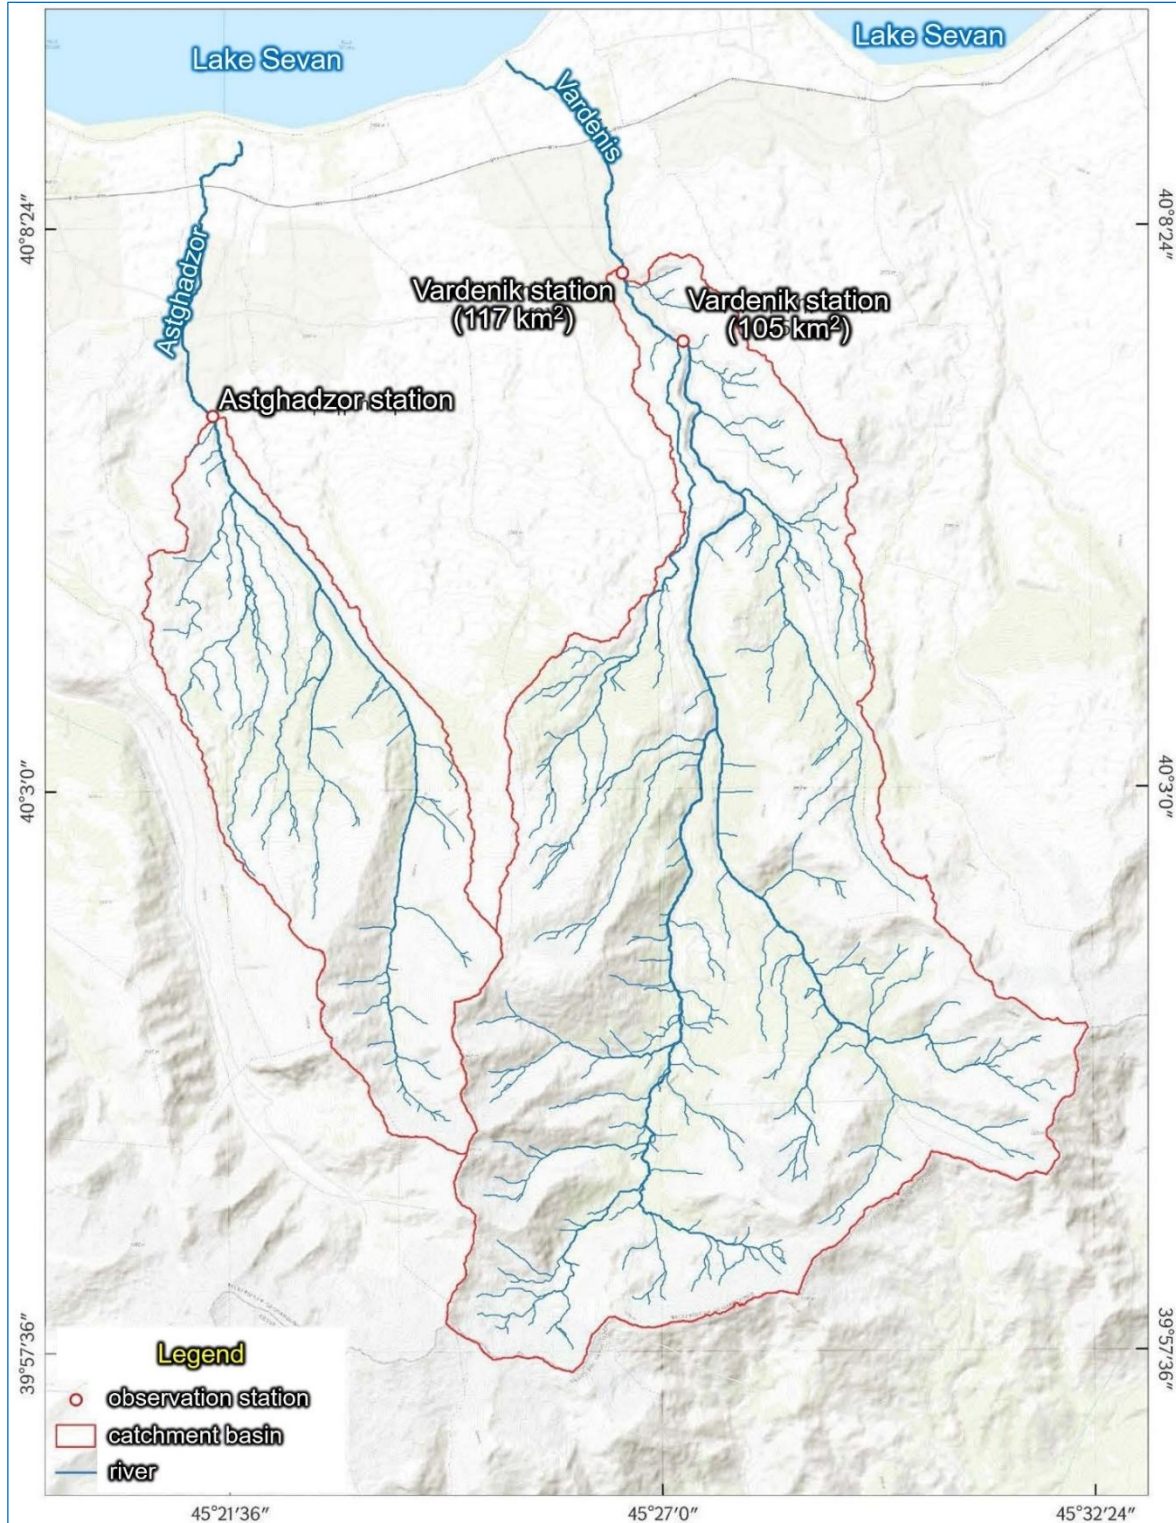 Lake Sevan
Lake Sevan
Vardenis
40°8′24″
40°8′24″
Astghadzor
Vardenik station
(117 km²)
Vardenik station
(105 km²)
Astghadzor station
40°3′0″
40°3′0″
39°57′36″
39°57′36″
Legend
observation station
catchment basin
river
45°21′36″
45°27′0″
45°32′24″